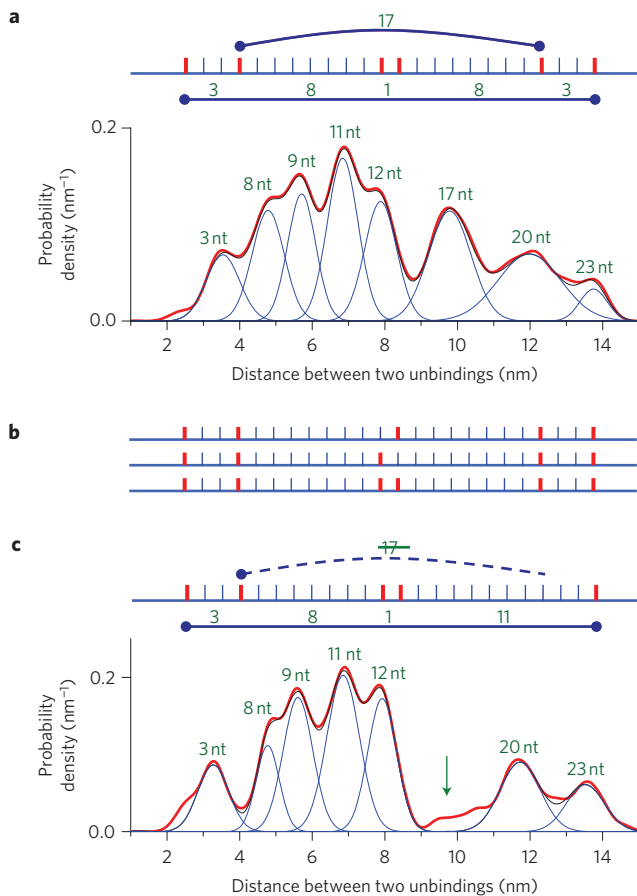 a
17
3 8 1 8 3
0.2
11 nt
9 nt
12 nt
8 nt
17 nt
3 nt
20 nt
23 nt
Probability
density (nm⁻¹)
0.0
2 4 6 8 10 12 14
Distance between two unbindings (nm)
b
c
17
3 8 1 11
11 nt
0.2
9 nt
12 nt
8 nt
3 nt
20 nt
23 nt
Probability
density (nm⁻¹)
0.0
2 4 6 8 10 12 14
Distance between two unbindings (nm)